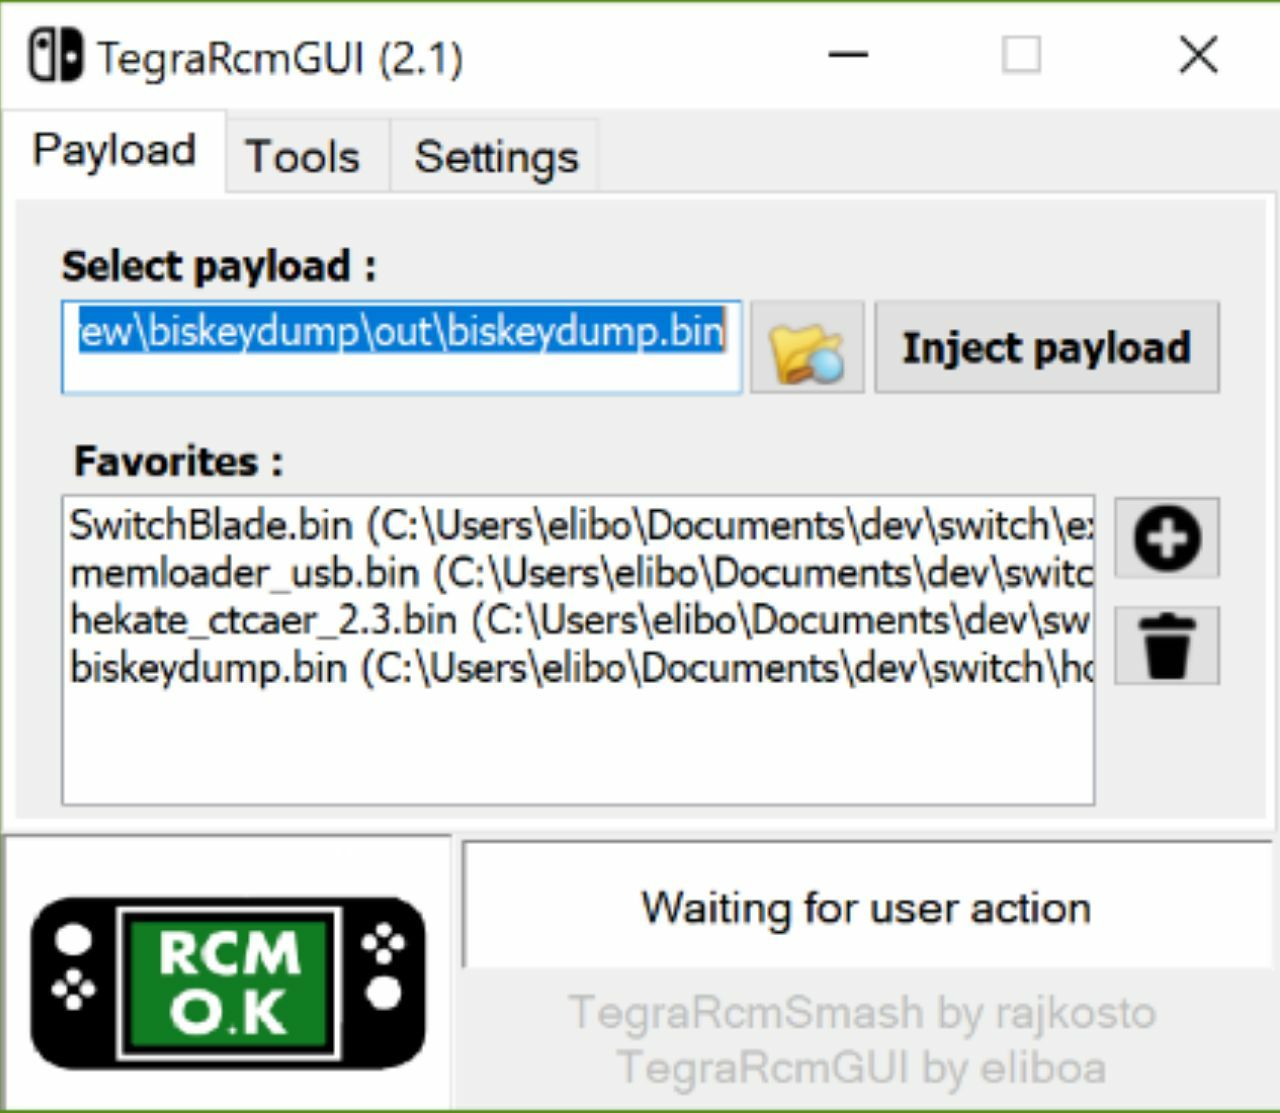 TegraRcmGUI (2.1)
Payload Tools Settings
Select payload :
ew\biskeydump\out\biskeydump.bin
Inject payload
Favorites :
SwitchBlade.bin (C:\Users\elibo\Documents\dev\switch\ex
memloader_usb.bin (C:\Users\elibo\Documents\dev\switc
hekate_ctcaer_2.3.bin (C:\Users\elibo\Documents\dev\sw
biskeydump.bin (C:\Users\elibo\Documents\dev\switch\ho
RCM
O.K
Waiting for user action
TegraRcmSmash by rajkosto
TegraRcmGUI by eliboa